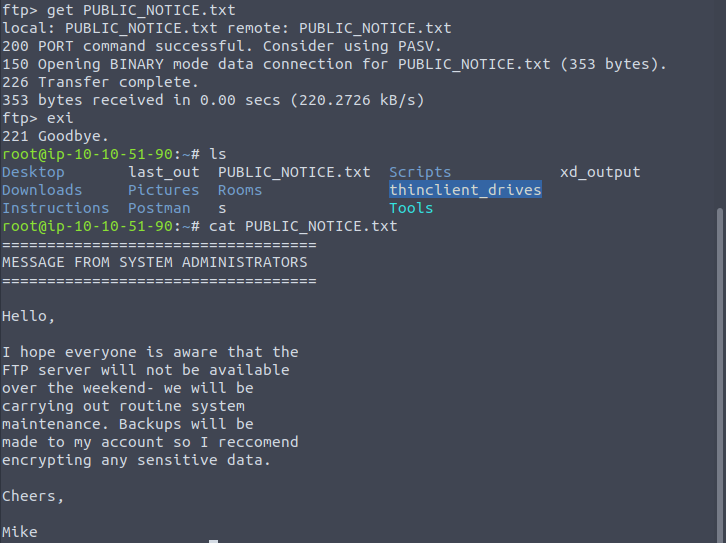 ftp> get PUBLIC_NOTICE.txt
local: PUBLIC_NOTICE.txt remote: PUBLIC_NOTICE.txt
200 PORT command successful. Consider using PASV.
150 Opening BINARY mode data connection for PUBLIC_NOTICE.txt (353 bytes).
226 Transfer complete.
353 bytes received in 0.00 secs (220.2726 kB/s)
ftp> exi
221 Goodbye.
root@ip-10-10-51-90:~# ls
Desktop       last_out  PUBLIC_NOTICE.txt  Scripts            xd_output
Downloads     Pictures  Rooms              thinclient_drives
Instructions  Postman   s                  Tools
root@ip-10-10-51-90:~# cat PUBLIC_NOTICE.txt
===================================
MESSAGE FROM SYSTEM ADMINISTRATORS
===================================
Hello,
I hope everyone is aware that the
FTP server will not be available
over the weekend- we will be
carrying out routine system
maintenance. Backups will be
made to my account so I reccomend
encrypting any sensitive data.
Cheers,
Mike